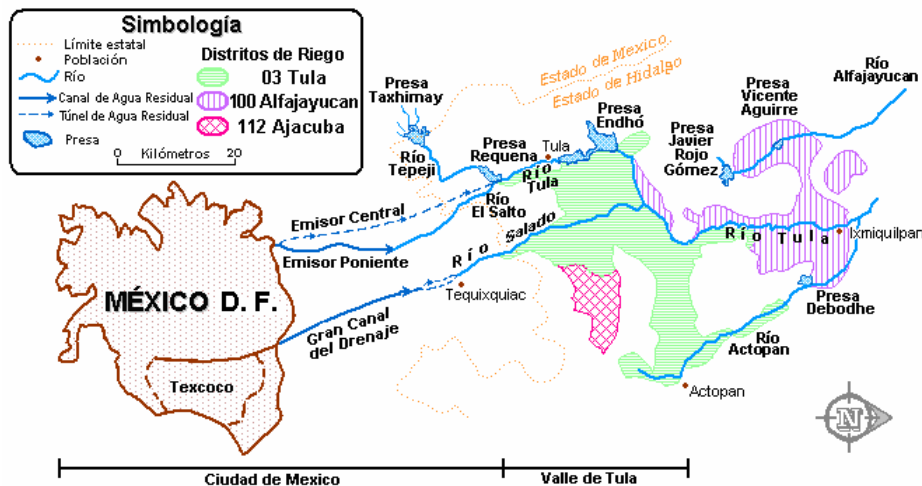 Simbología
Límite estatal
Población
Río
Canal de Agua Residual
Túnel de Agua Residual
Presa
0 Kilómetros 20
Distritos de Riego
03 Tula
100 Alfajayucan
112 Ajacuba
Estado de Mexico
Estado de Hidalgo
Presa
Taxhimay
Río
Tepeji
Presa
Requena
Tula
Río
Tula
Presa
Endhó
Río
El Salto
Presa
Javier
Rojo
Gómez
Presa
Vicente
Aguirre
Río
Alfajayucan
Emisor Central
Emisor Poniente
Río Salado
Río Tula
Ixmiquilpan
MÉXICO D. F.
Texcoco
Gran Canal
del Drenaje
Tequixquiac
Presa
Debodhe
Río
Actopan
Actopan
N
Ciudad de Mexico
Valle de Tula